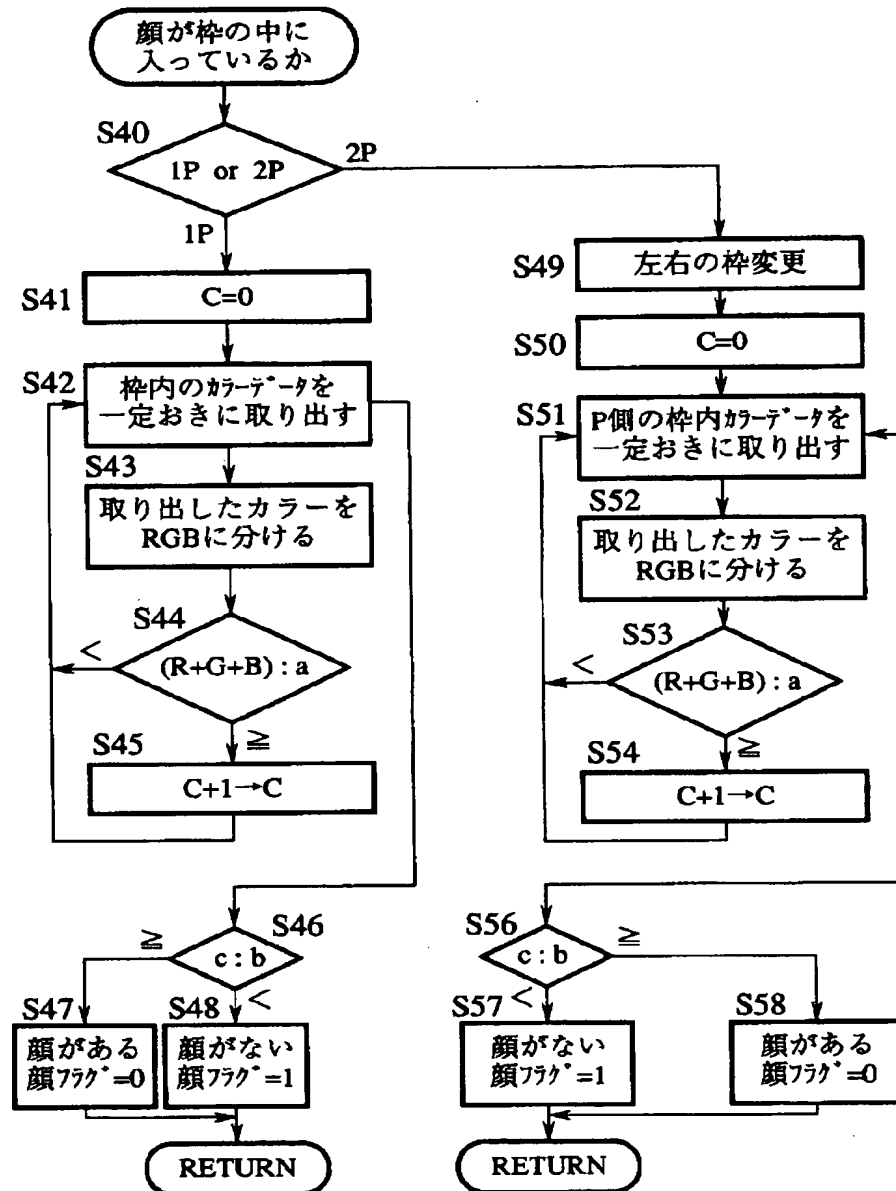 顔が枠の中に
入っているか
S40
1P or 2P
2P
1P
S41
C=0
S42
枠内のｶﾗｰﾃﾞｰﾀを
一定おきに取り出す
S43
取り出したカラーを
RGBに分ける
S44
(R+G+B) : a
<
≧
S45
C+1→C
S46
c : b
≧
<
S47
顔がある
顔ﾌﾗｸﾞ=0
S48
顔がない
顔ﾌﾗｸﾞ=1
RETURN
S49
左右の枠変更
S50
C=0
S51
P側の枠内ｶﾗｰﾃﾞｰﾀを
一定おきに取り出す
S52
取り出したカラーを
RGBに分ける
S53
(R+G+B) : a
<
≧
S54
C+1→C
S56
c : b
≧
<
S57
顔がない
顔ﾌﾗｸﾞ=1
S58
顔がある
顔ﾌﾗｸﾞ=0
RETURN